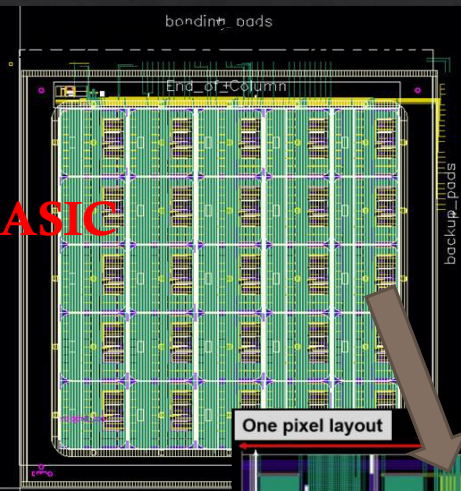 bonding_pads
End_of_Column
ASIC
backup_pads
One pixel layout